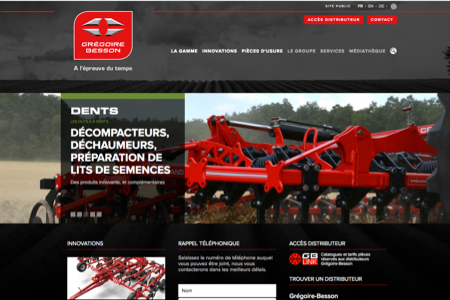 SITE PUBLIC
FR - EN - DE -
ACCÈS DISTRIBUTEUR
CONTACT
GRÉGOIRE
BESSON
À l'épreuve du temps
LA GAMME INNOVATIONS PIÈCES D'USURE LE GROUPE SERVICES MÉDIATHÈQUE
DENTS
LES OUTILS À DENTS
DÉCOMPACTEURS,
DÉCHAUMEURS,
PRÉPARATION DE
LITS DE SEMENCES
Des produits innovants, et complémentaires
INNOVATIONS
RAPPEL TÉLÉPHONIQUE
Saisissez le numéro de téléphone auquel
vous pouvez être joint, nous vous
contacterons dans les meilleurs délais.
Nom
ACCÈS DISTRIBUTEUR
GB
LINK
Catalogues et tarifs pièces
réservés aux distributeurs
Grégoire-Besson
TROUVER UN DISTRIBUTEUR
Grégoire-Besson